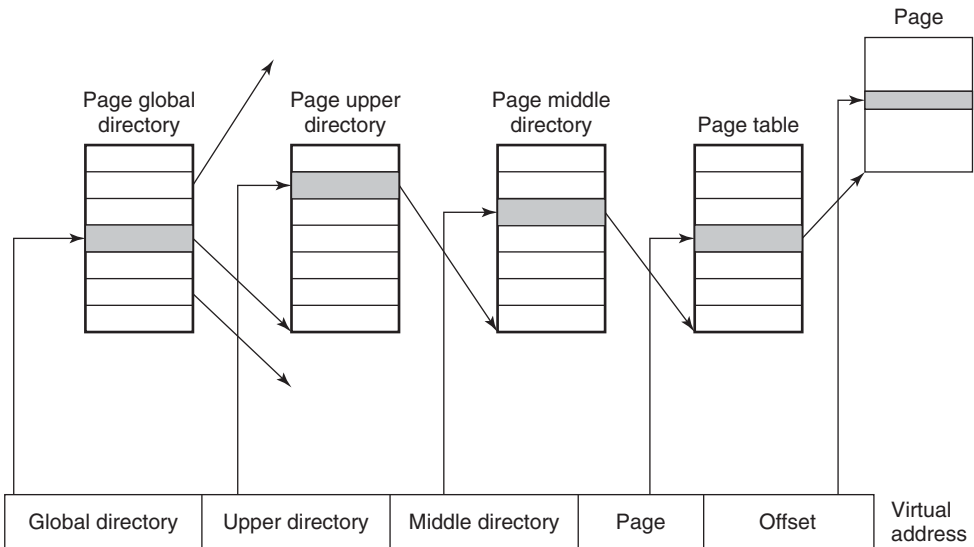 Page
Page global
directory
Page upper
directory
Page middle
directory
Page table
Global directory
Upper directory
Middle directory
Page
Offset
Virtual
address